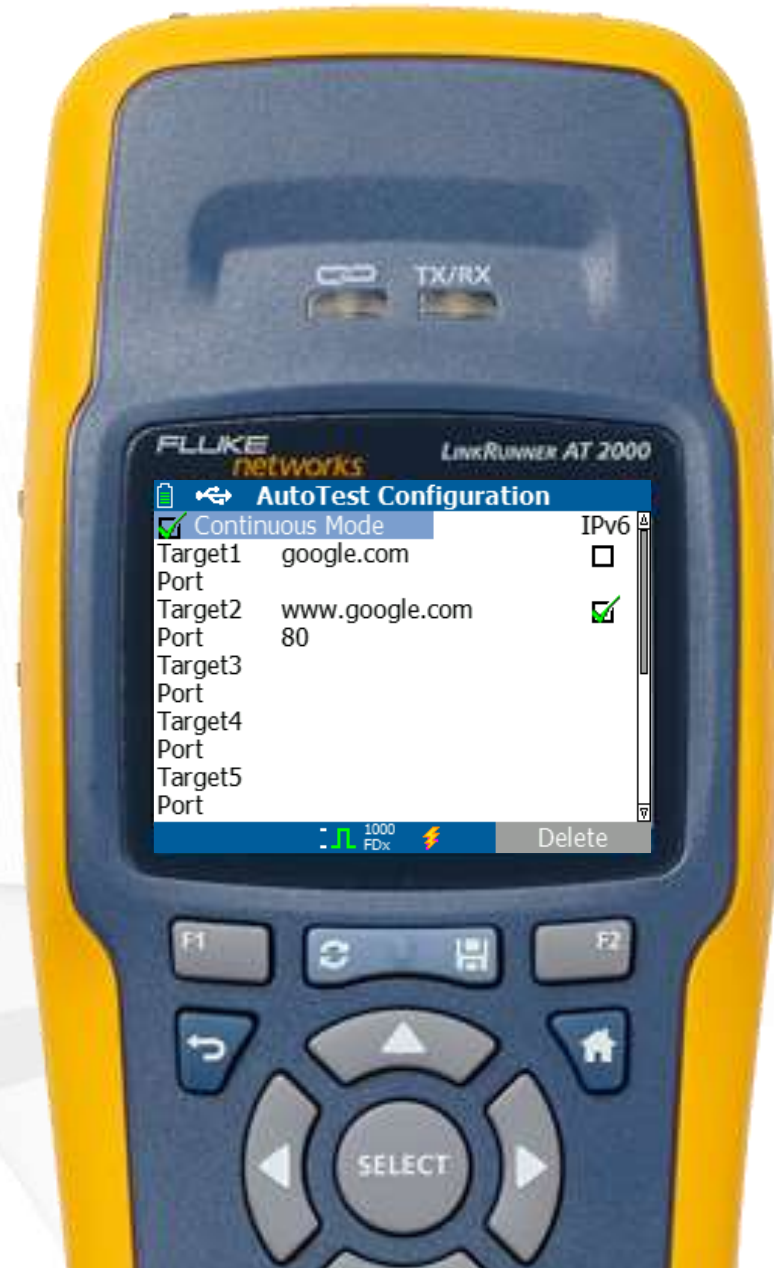 TX/RX
FLUKE
networks
LINKRUNNER AT 2000
AutoTest Configuration
Continuous Mode IPv6
Target1 google.com
Port
Target2 www.google.com
Port 80
Target3
Port
Target4
Port
Target5
Port
1000
FDx
Delete
F1
F2
SELECT